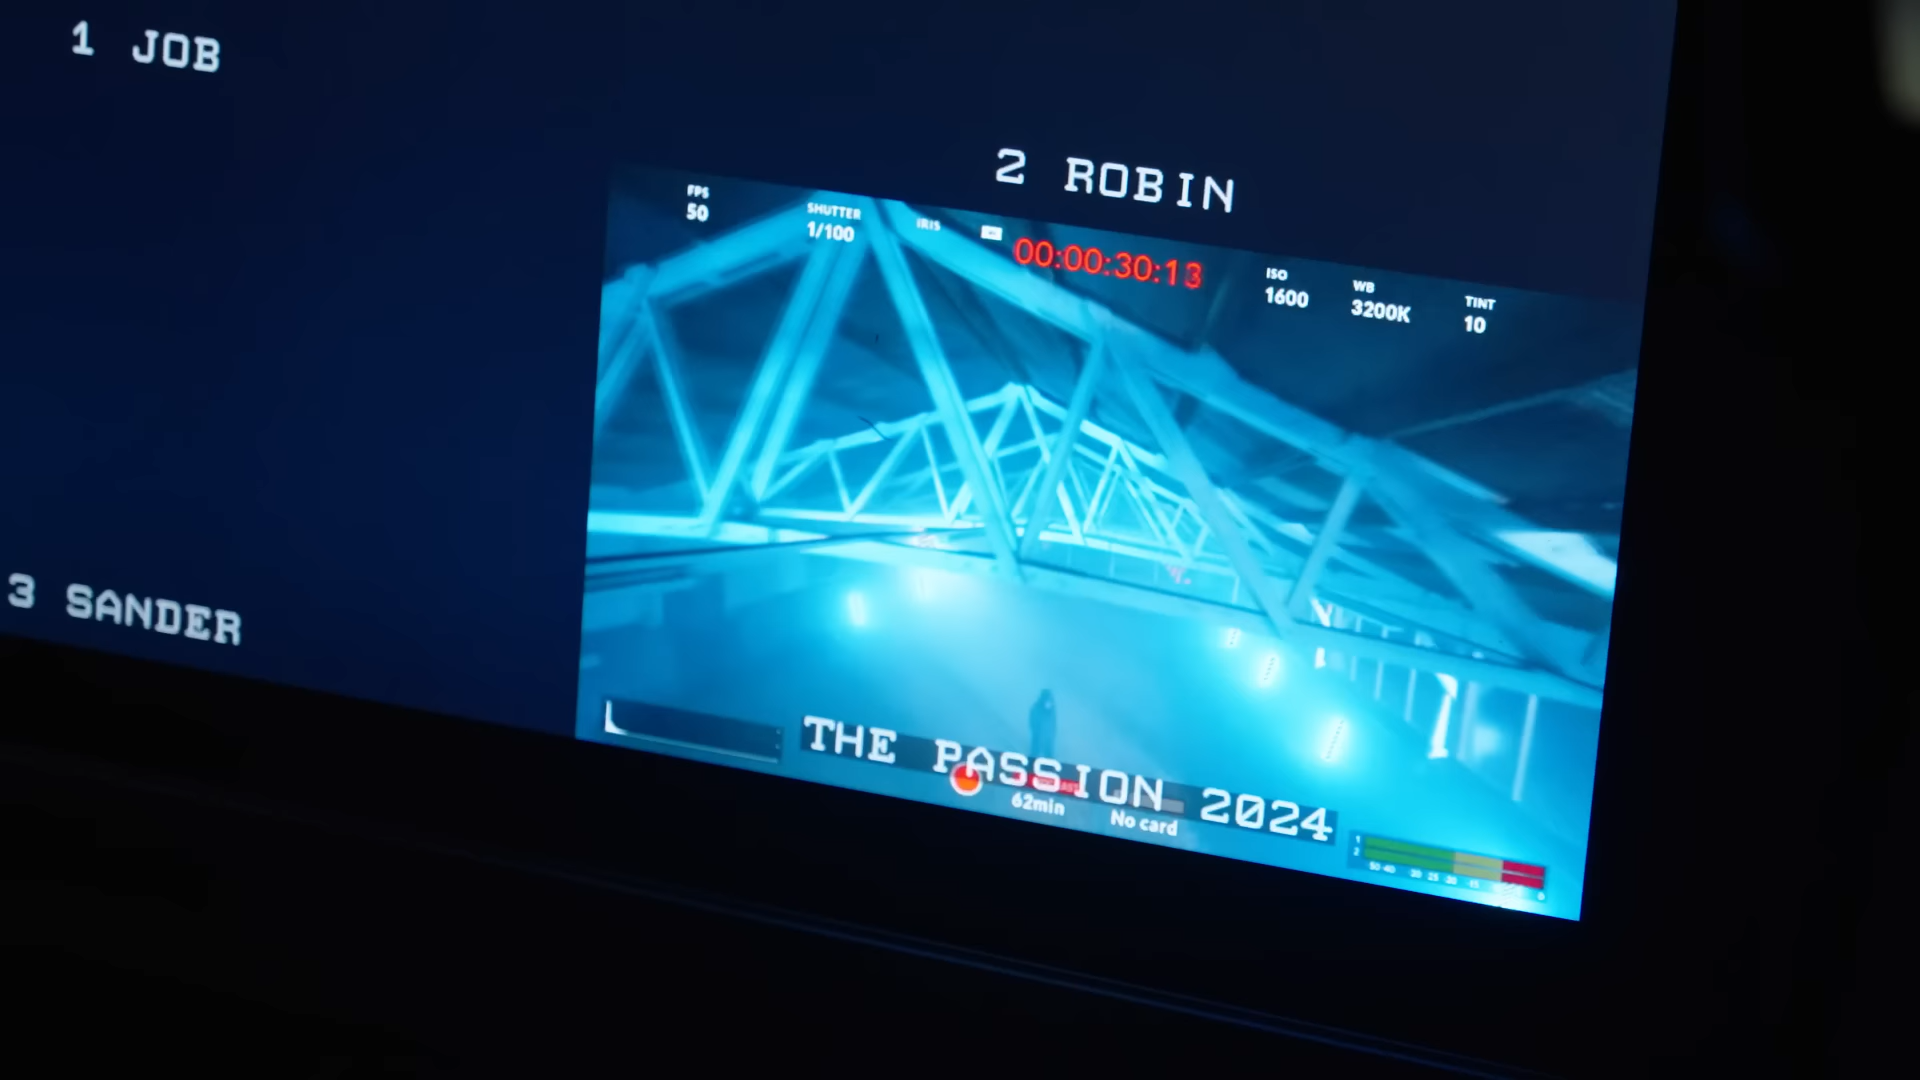 1 JOB
2 ROBIN
FPS
50
SHUTTER
1/100
IRIS
00:00:30:13
ISO
1600
WB
3200K
TINT
10
3 SANDER
THE PASSION 2024
62min
No card